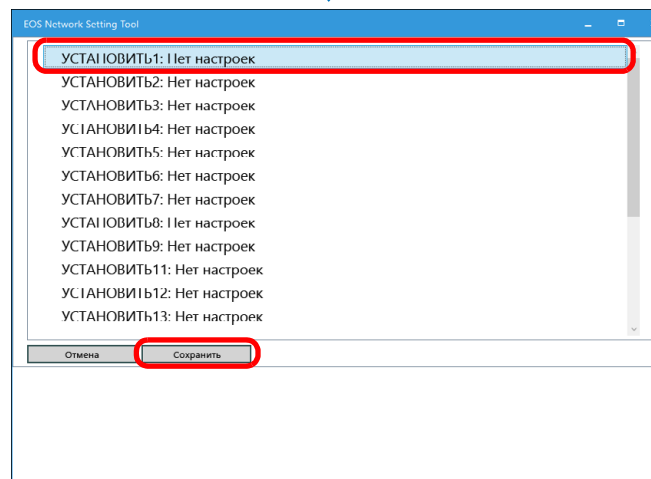 EOS Network Setting Tool
УСТАНОВИТЬ1: Нет настроек
УСТАНОВИТЬ2: Нет настроек
УСТАНОВИТЬ3: Нет настроек
УСТАНОВИТЬ4: Нет настроек
УСТАНОВИТЬ5: Нет настроек
УСТАНОВИТЬ6: Нет настроек
УСТАНОВИТЬ7: Нет настроек
УСТАНОВИТЬ8: Нет настроек
УСТАНОВИТЬ9: Нет настроек
УСТАНОВИТЬ11: Нет настроек
УСТАНОВИТЬ12: Нет настроек
УСТАНОВИТЬ13: Нет настроек
Отмена Сохранить